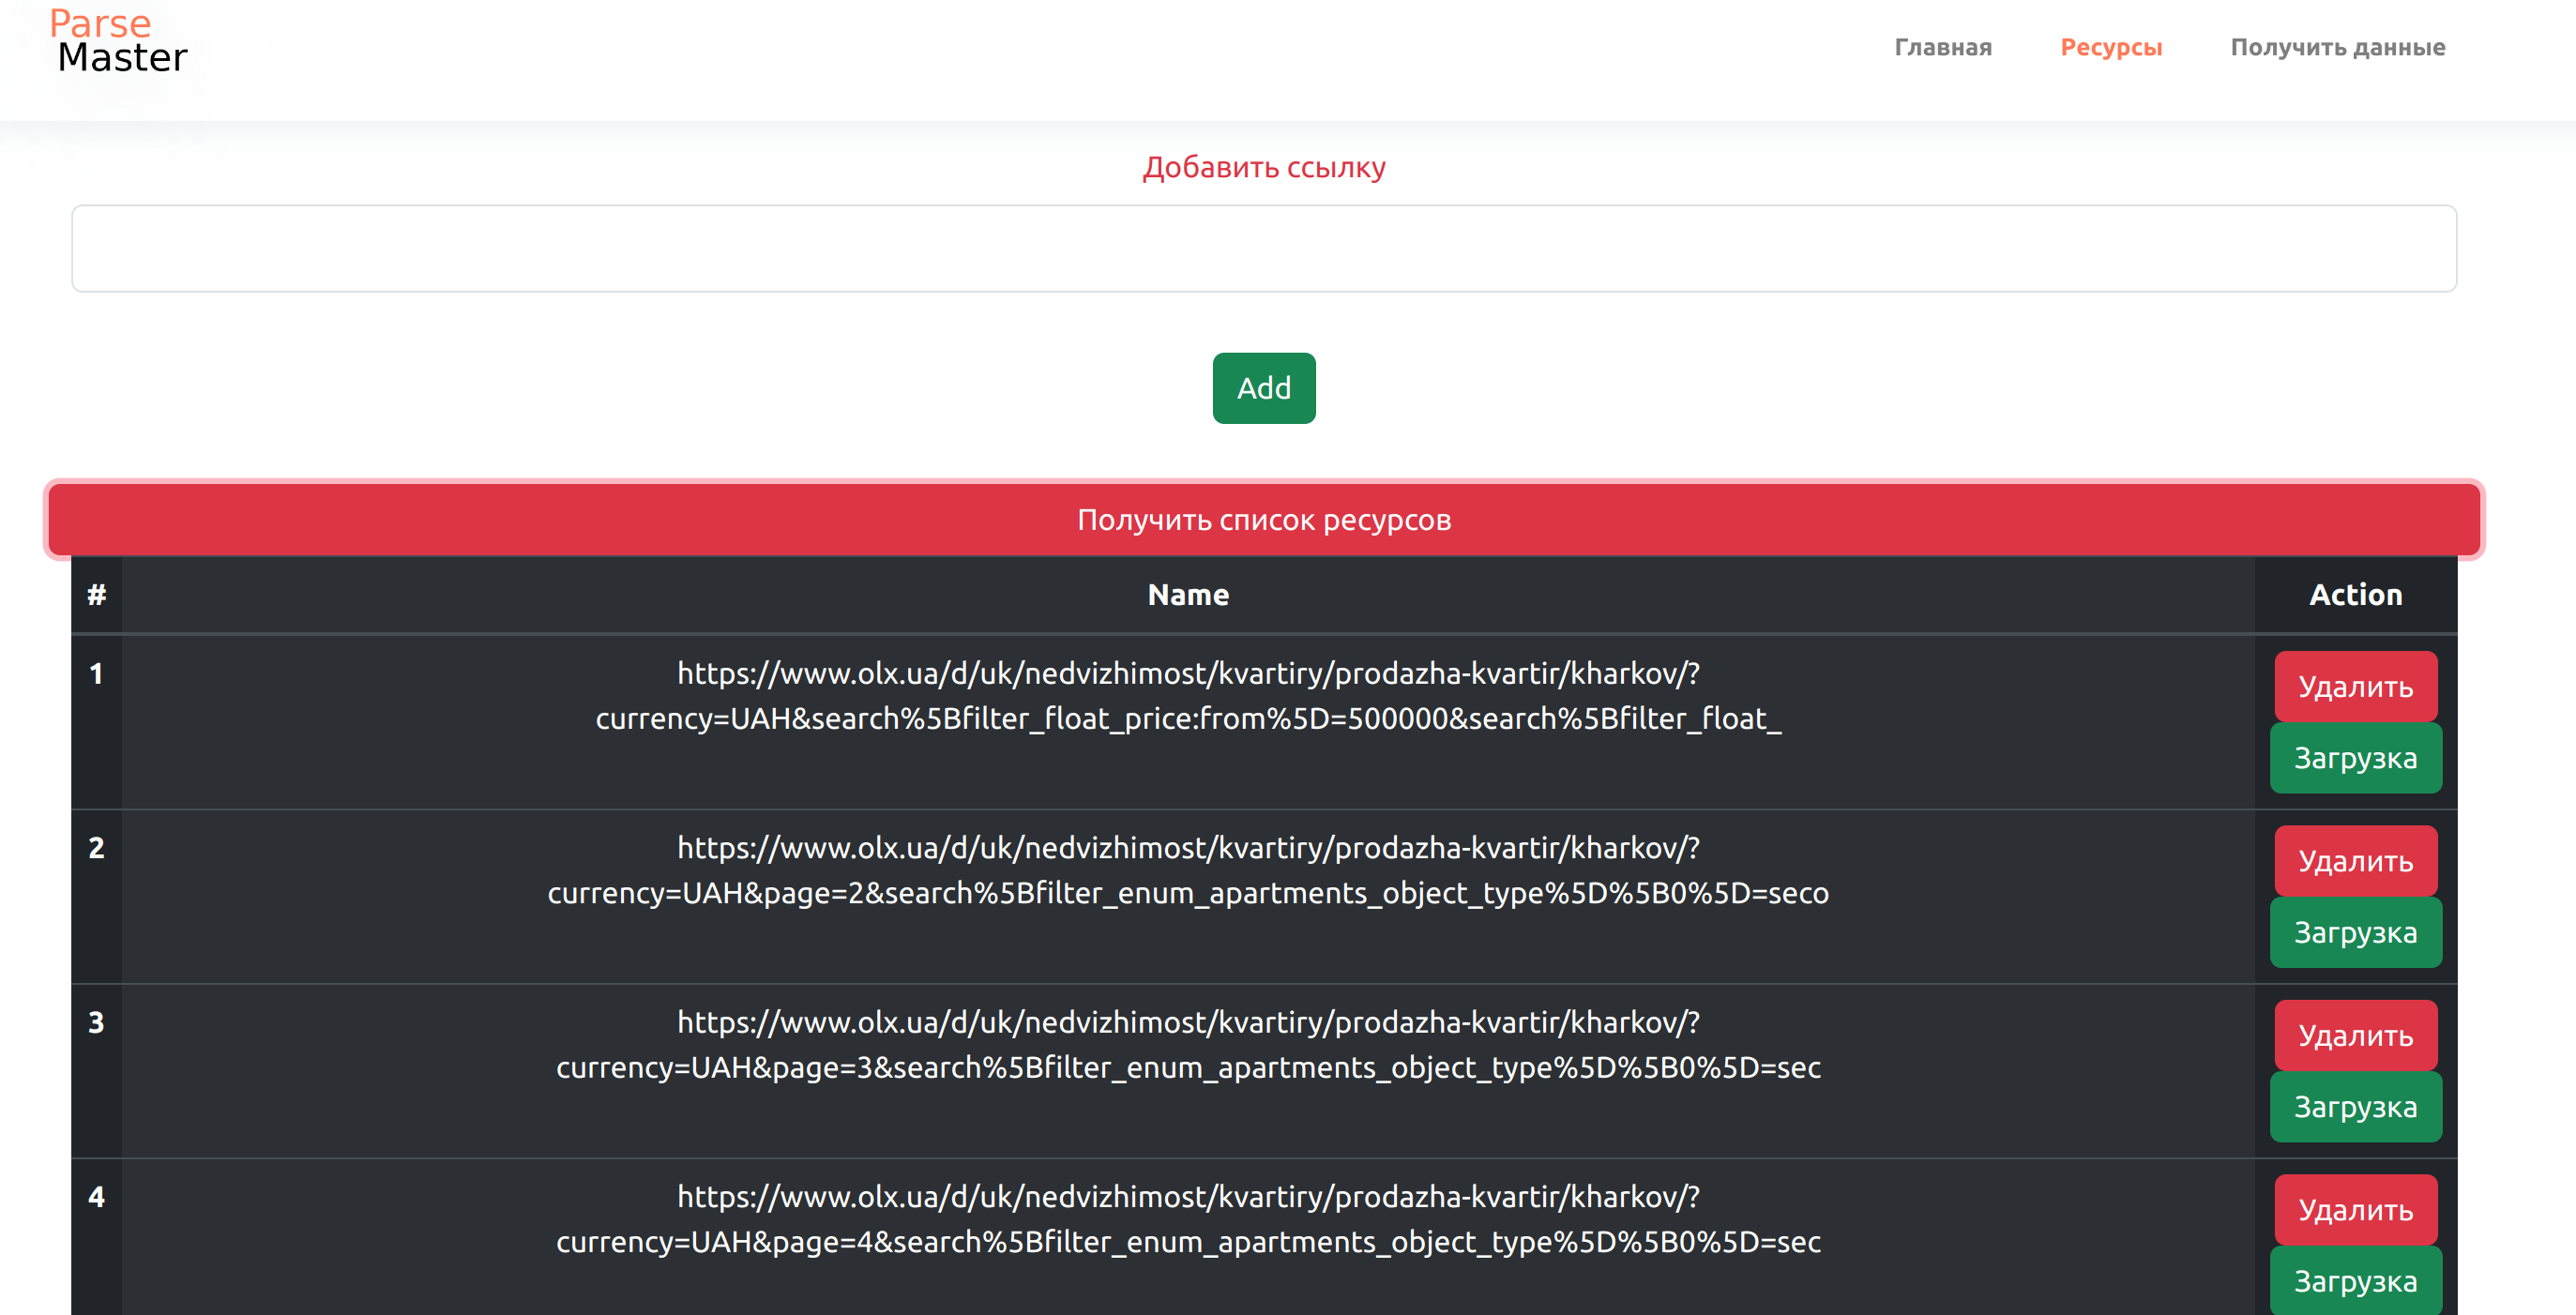 Parse
Master
Главная
Ресурсы
Получить данные
Добавить ссылку
Add
Получить список ресурсов
# Name Action
1
https://www.olx.ua/d/uk/nedvizhimost/kvartiry/prodazha-kvartir/kharkov/?
currency=UAH&search%5Bfilter_float_price:from%5D=500000&search%5Bfilter_float_
Удалить
Загрузка
2
https://www.olx.ua/d/uk/nedvizhimost/kvartiry/prodazha-kvartir/kharkov/?
currency=UAH&page=2&search%5Bfilter_enum_apartments_object_type%5D%5B0%5D=seco
Удалить
Загрузка
3
https://www.olx.ua/d/uk/nedvizhimost/kvartiry/prodazha-kvartir/kharkov/?
currency=UAH&page=3&search%5Bfilter_enum_apartments_object_type%5D%5B0%5D=sec
Удалить
Загрузка
4
https://www.olx.ua/d/uk/nedvizhimost/kvartiry/prodazha-kvartir/kharkov/?
currency=UAH&page=4&search%5Bfilter_enum_apartments_object_type%5D%5B0%5D=sec
Удалить
Загрузка